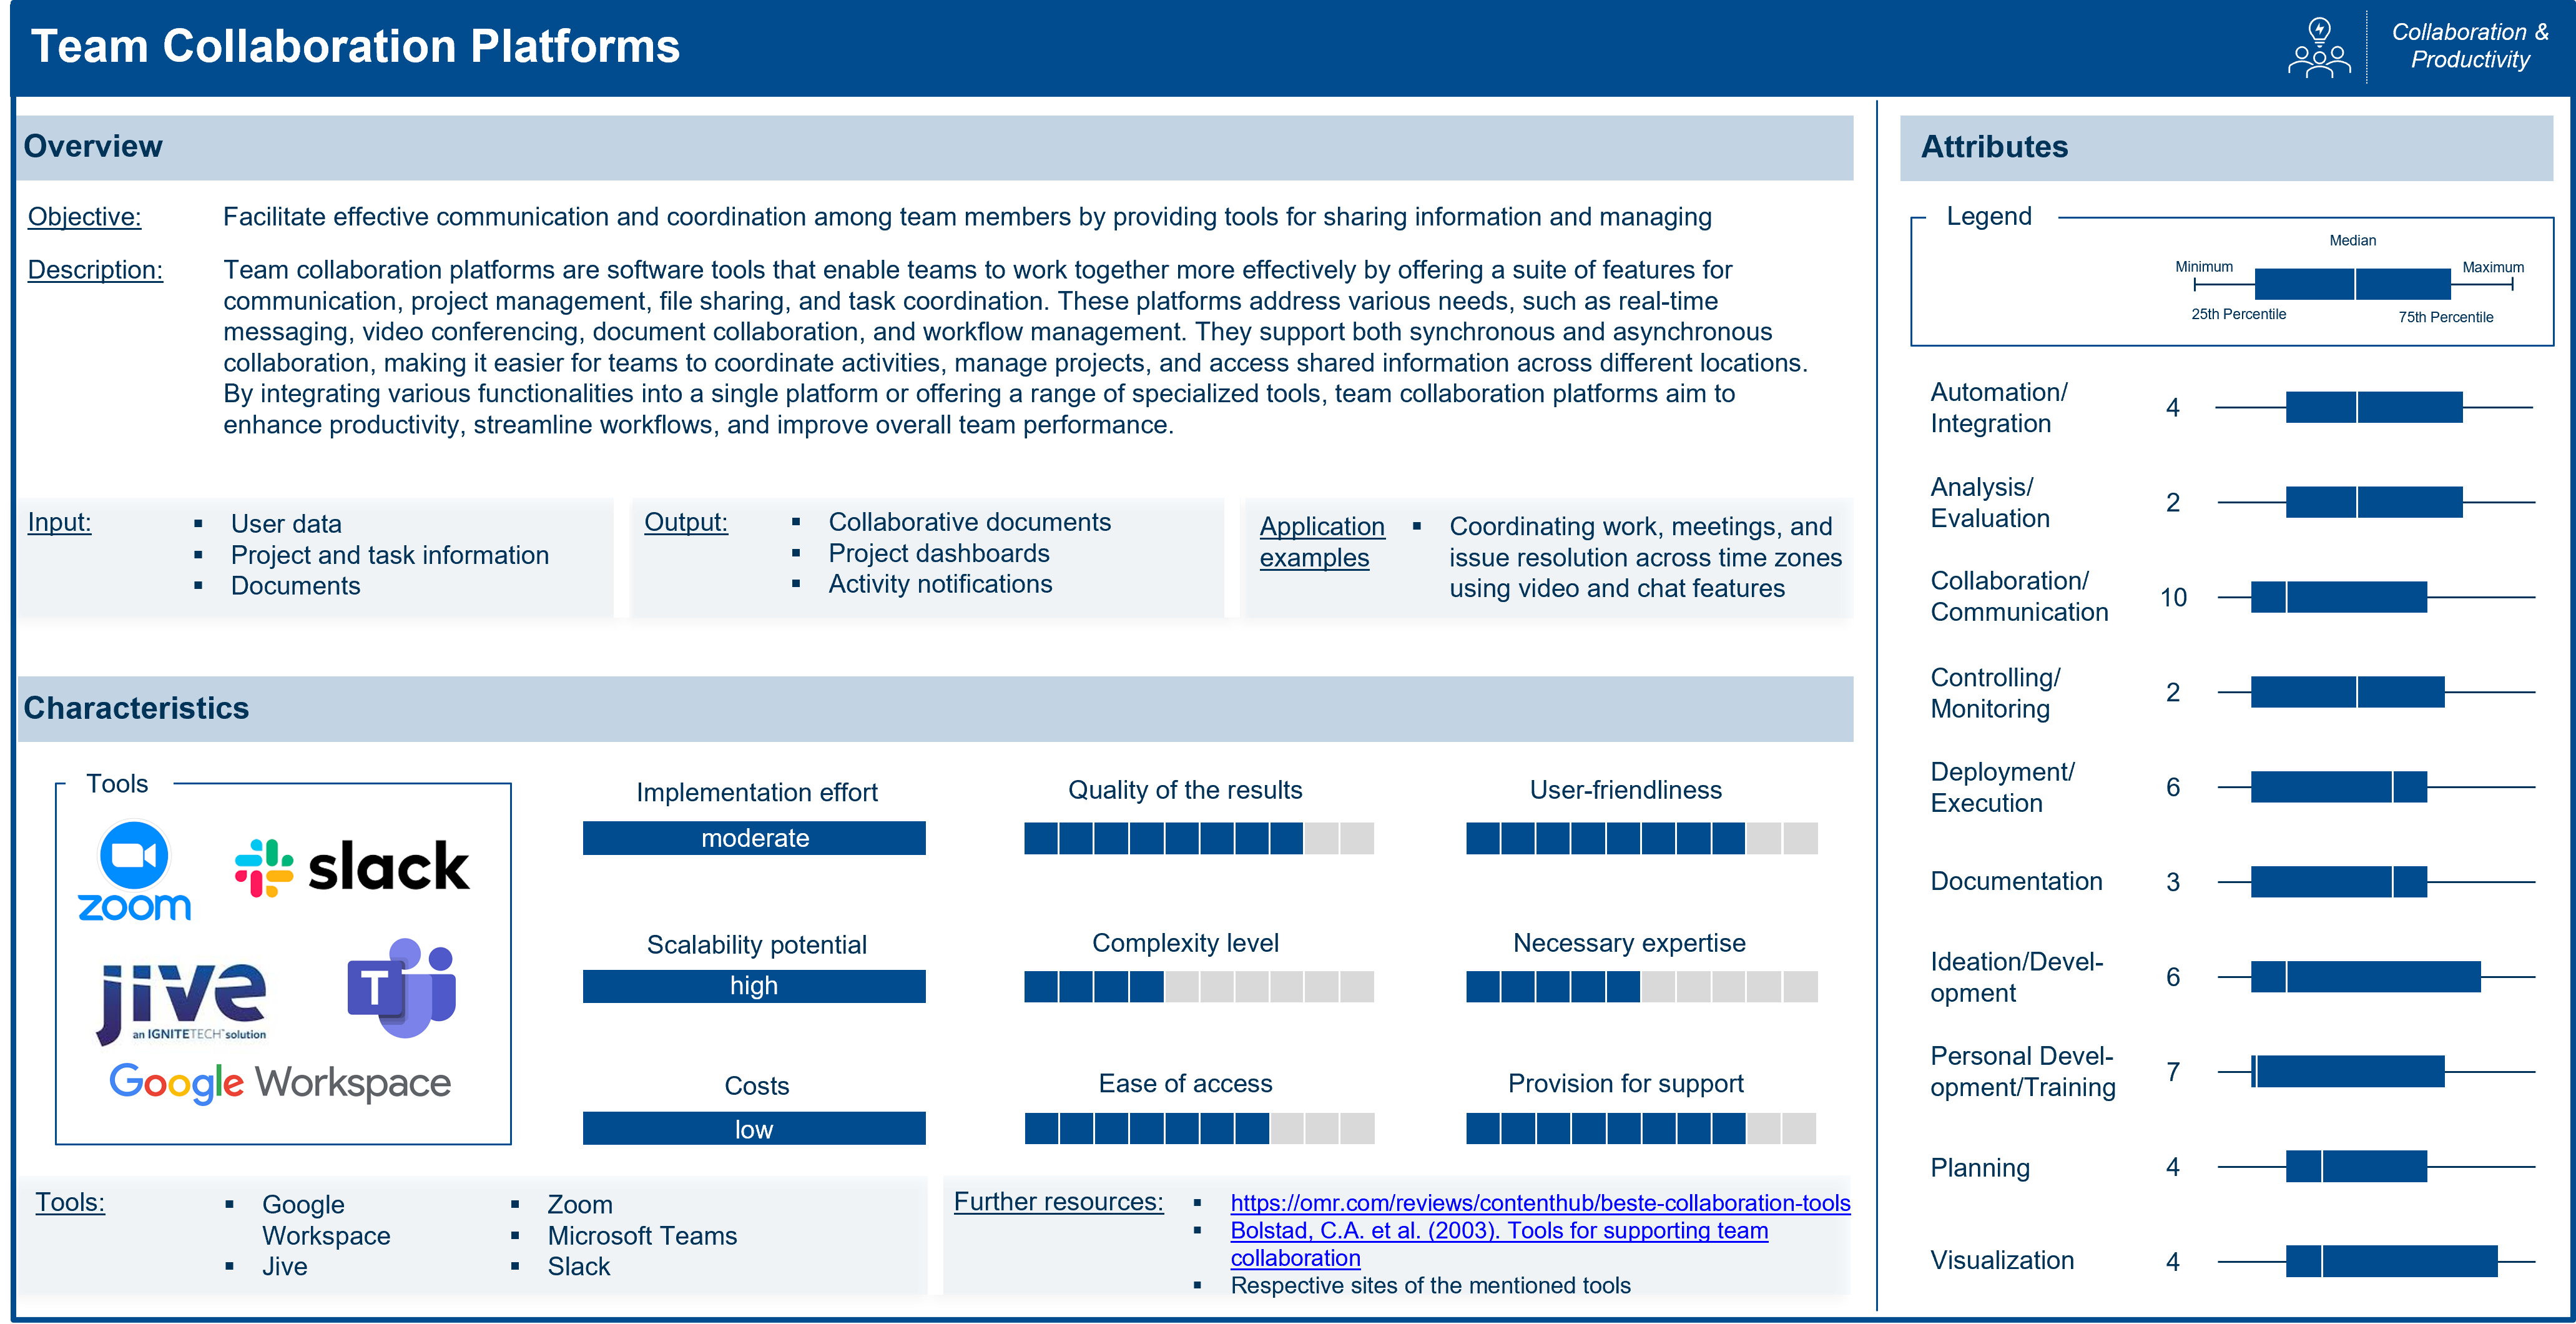 Team Collaboration Platforms
Collaboration &
Productivity
Overview
Objective:
Facilitate effective communication and coordination among team members by providing tools for sharing information and managing
Description:
Team collaboration platforms are software tools that enable teams to work together more effectively by offering a suite of features for
communication, project management, file sharing, and task coordination. These platforms address various needs, such as real-time
messaging, video conferencing, document collaboration, and workflow management. They support both synchronous and asynchronous
collaboration, making it easier for teams to coordinate activities, manage projects, and access shared information across different locations.
By integrating various functionalities into a single platform or offering a range of specialized tools, team collaboration platforms aim to
enhance productivity, streamline workflows, and improve overall team performance.
Input:
▪ User data
▪ Project and task information
▪ Documents
Output:
▪ Collaborative documents
▪ Project dashboards
▪ Activity notifications
Application
examples
▪ Coordinating work, meetings, and
issue resolution across time zones
using video and chat features
Characteristics
Tools
zoom
slack
jive
an IGNITETECH solution
T
Google Workspace
Implementation effort
moderate
Quality of the results
User-friendliness
Scalability potential
high
Complexity level
Necessary expertise
Costs
low
Ease of access
Provision for support
Tools:
▪ Google
Workspace
▪ Jive
▪ Zoom
▪ Microsoft Teams
▪ Slack
Further resources:
▪ https://omr.com/reviews/contenthub/beste-collaboration-tools
▪ Bolstad, C.A. et al. (2003). Tools for supporting team
collaboration
▪ Respective sites of the mentioned tools
Attributes
Legend
Median
Minimum
Maximum
25th Percentile
75th Percentile
Automation/
Integration
4
Analysis/
Evaluation
2
Collaboration/
Communication
10
Controlling/
Monitoring
2
Deployment/
Execution
6
Documentation
3
Ideation/Devel-
opment
6
Personal Devel-
opment/Training
7
Planning
4
Visualization
4